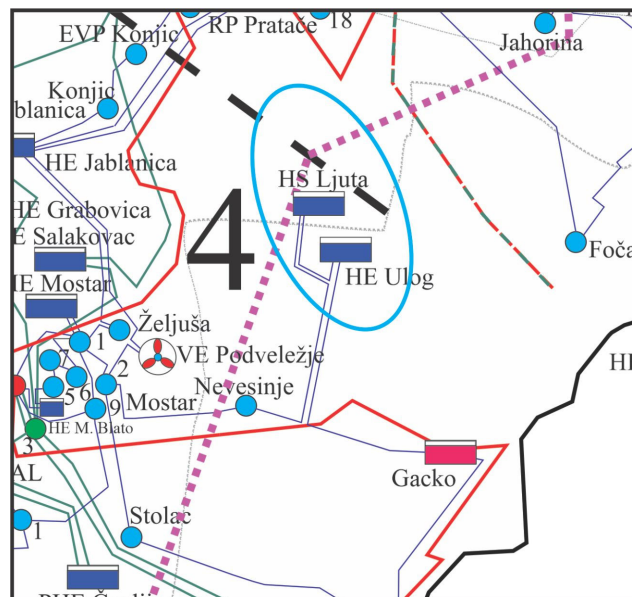 EVP Konjic
RP Pratače
18
Jahorina
Konjic
blanica
HE Jablanica
HS Ljuta
4
HE Grabovica
E Salakovac
HE Ulog
Foča
HE Mostar
Željuša
1
VE Podveležje
7
2
6
5
9
Mostar
Nevesinje
HE M. Blato
3
AL
Gacko
Stolac
1